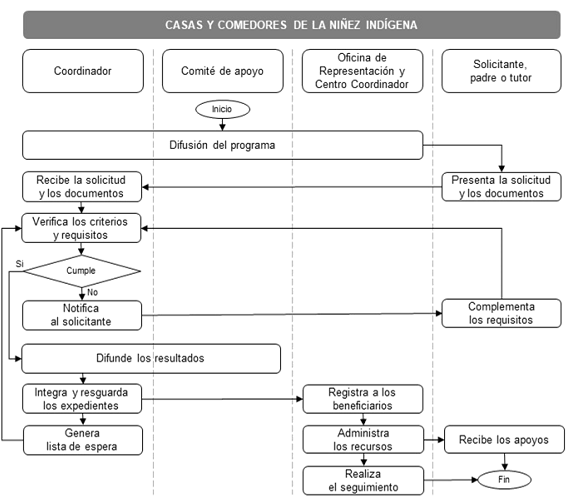 CASAS Y COMEDORES DE LA NIÑEZ INDÍGENA
Coordinador
Comité de apoyo
Oficina de
Representación y
Centro Coordinador
Solicitante,
padre o tutor
Inicio
Difusión del programa
Recibe la solicitud
y los documentos
Presenta la solicitud
y los documentos
Verifica los criterios
y requisitos
Si
Cumple
No
Notifica
al solicitante
Complementa
los requisitos
Difunde los resultados
Integra y resguarda
los expedientes
Registra a los
beneficiarios
Genera
lista de espera
Administra
los recursos
Recibe los apoyos
Realiza
el seguimiento
Fin